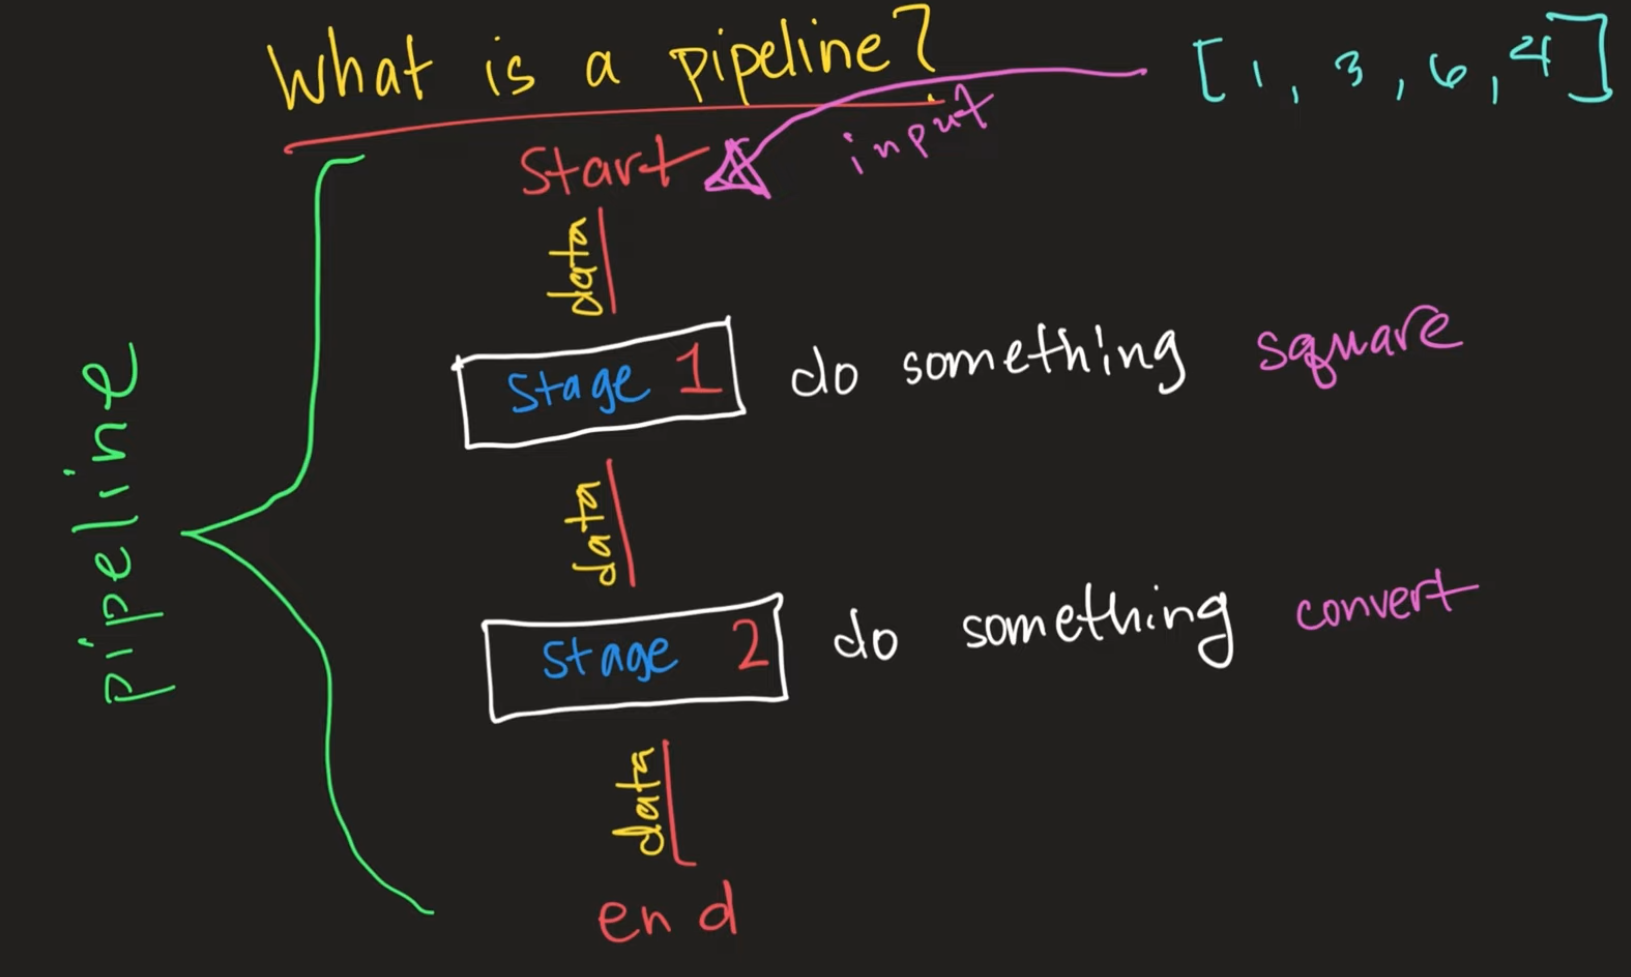 What is a pipeline?
[1, 3, 6, 4]
input
Start
data
Stage 1 do something square
data
Stage 2 do something convert
data
end
pipeline